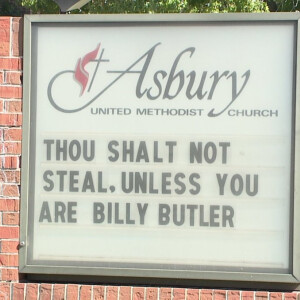 Asbury
UNITED METHODIST CHURCH
THOU SHALT NOT
STEAL. UNLESS YOU
ARE BILLY BUTLER